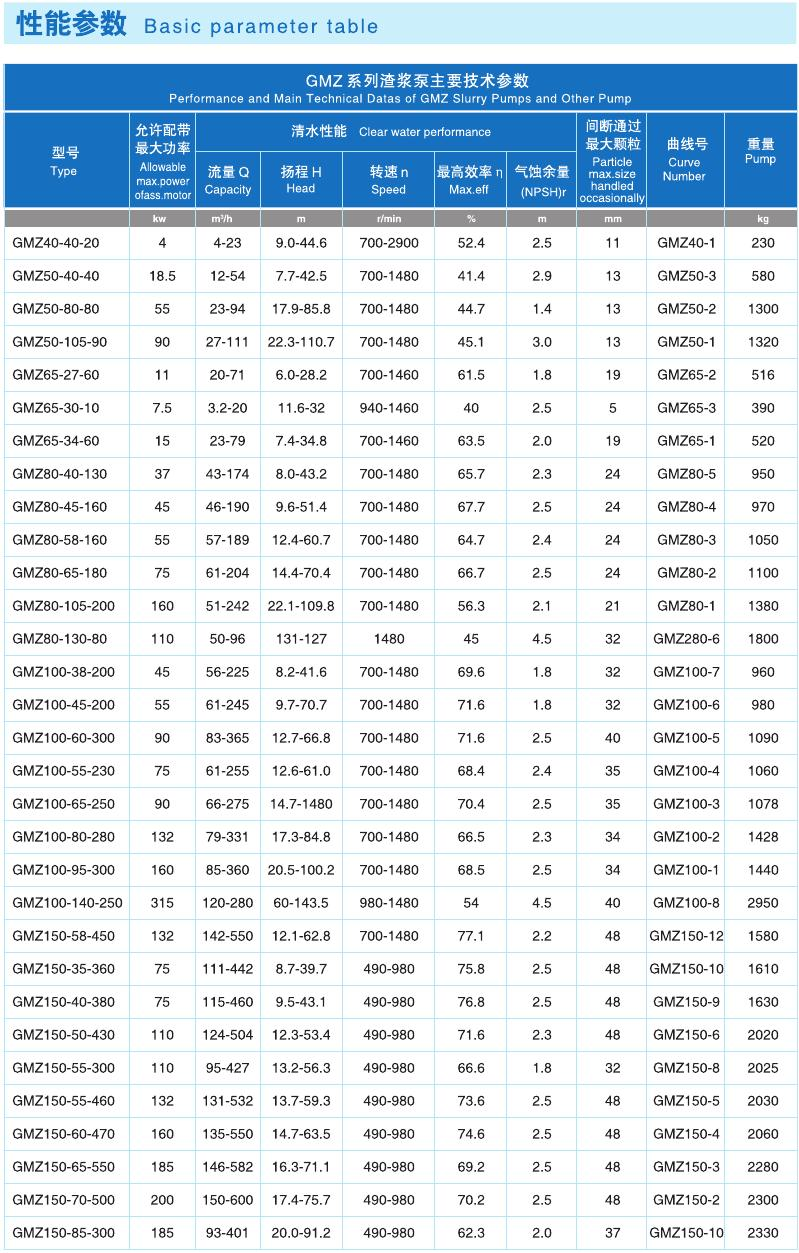 性能参数 Basic parameter table
GMZ 系列渣浆泵主要技术参数
Performance and Main Technical Datas of GMZ Slurry Pumps and Other Pump
型号 Type
允许配带最大功率 Allowable max.power ofass.motor
清水性能 Clear water performance
间断通过最大颗粒 Particle max.size handled occasionally
曲线号 Curve Number
重量 Pump
流量 Q Capacity
扬程 H Head
转速 n Speed
最高效率 η Max.eff
气蚀余量 (NPSH)r
kw m³/h m r/min % m mm kg
GMZ40-40-20 4 4-23 9.0-44.6 700-2900 52.4 2.5 11 GMZ40-1 230
GMZ50-40-40 18.5 12-54 7.7-42.5 700-1480 41.4 2.9 13 GMZ50-3 580
GMZ50-80-80 55 23-94 17.9-85.8 700-1480 44.7 1.4 13 GMZ50-2 1300
GMZ50-105-90 90 27-111 22.3-110.7 700-1480 45.1 3.0 13 GMZ50-1 1320
GMZ65-27-60 11 20-71 6.0-28.2 700-1460 61.5 1.8 19 GMZ65-2 516
GMZ65-30-10 7.5 3.2-20 11.6-32 940-1460 40 2.5 5 GMZ65-3 390
GMZ65-34-60 15 23-79 7.4-34.8 700-1460 63.5 2.0 19 GMZ65-1 520
GMZ80-40-130 37 43-174 8.0-43.2 700-1480 65.7 2.3 24 GMZ80-5 950
GMZ80-45-160 45 46-190 9.6-51.4 700-1480 67.7 2.5 24 GMZ80-4 970
GMZ80-58-160 55 57-189 12.4-60.7 700-1480 64.7 2.4 24 GMZ80-3 1050
GMZ80-65-180 75 61-204 14.4-70.4 700-1480 66.7 2.5 24 GMZ80-2 1100
GMZ80-105-200 160 51-242 22.1-109.8 700-1480 56.3 2.1 21 GMZ80-1 1380
GMZ80-130-80 110 50-96 131-127 1480 45 4.5 32 GMZ280-6 1800
GMZ100-38-200 45 56-225 8.2-41.6 700-1480 69.6 1.8 32 GMZ100-7 960
GMZ100-45-200 55 61-245 9.7-70.7 700-1480 71.6 1.8 32 GMZ100-6 980
GMZ100-60-300 90 83-365 12.7-66.8 700-1480 71.6 2.5 40 GMZ100-5 1090
GMZ100-55-230 75 61-255 12.6-61.0 700-1480 68.4 2.4 35 GMZ100-4 1060
GMZ100-65-250 90 66-275 14.7-1480 700-1480 70.4 2.5 35 GMZ100-3 1078
GMZ100-80-280 132 79-331 17.3-84.8 700-1480 66.5 2.3 34 GMZ100-2 1428
GMZ100-95-300 160 85-360 20.5-100.2 700-1480 68.5 2.5 34 GMZ100-1 1440
GMZ100-140-250 315 120-280 60-143.5 980-1480 54 4.5 40 GMZ100-8 2950
GMZ150-58-450 132 142-550 12.1-62.8 700-1480 77.1 2.2 48 GMZ150-12 1580
GMZ150-35-360 75 111-442 8.7-39.7 490-980 75.8 2.5 48 GMZ150-10 1610
GMZ150-40-380 75 115-460 9.5-43.1 490-980 76.8 2.5 48 GMZ150-9 1630
GMZ150-50-430 110 124-504 12.3-53.4 490-980 71.6 2.3 48 GMZ150-6 2020
GMZ150-55-300 110 95-427 13.2-56.3 490-980 66.6 1.8 32 GMZ150-8 2025
GMZ150-55-460 132 131-532 13.7-59.3 490-980 73.6 2.5 48 GMZ150-5 2030
GMZ150-60-470 160 135-550 14.7-63.5 490-980 74.6 2.5 48 GMZ150-4 2060
GMZ150-65-550 185 146-582 16.3-71.1 490-980 69.2 2.5 48 GMZ150-3 2280
GMZ150-70-500 200 150-600 17.4-75.7 490-980 70.2 2.5 48 GMZ150-2 2300
GMZ150-85-300 185 93-401 20.0-91.2 490-980 62.3 2.0 37 GMZ150-10 2330